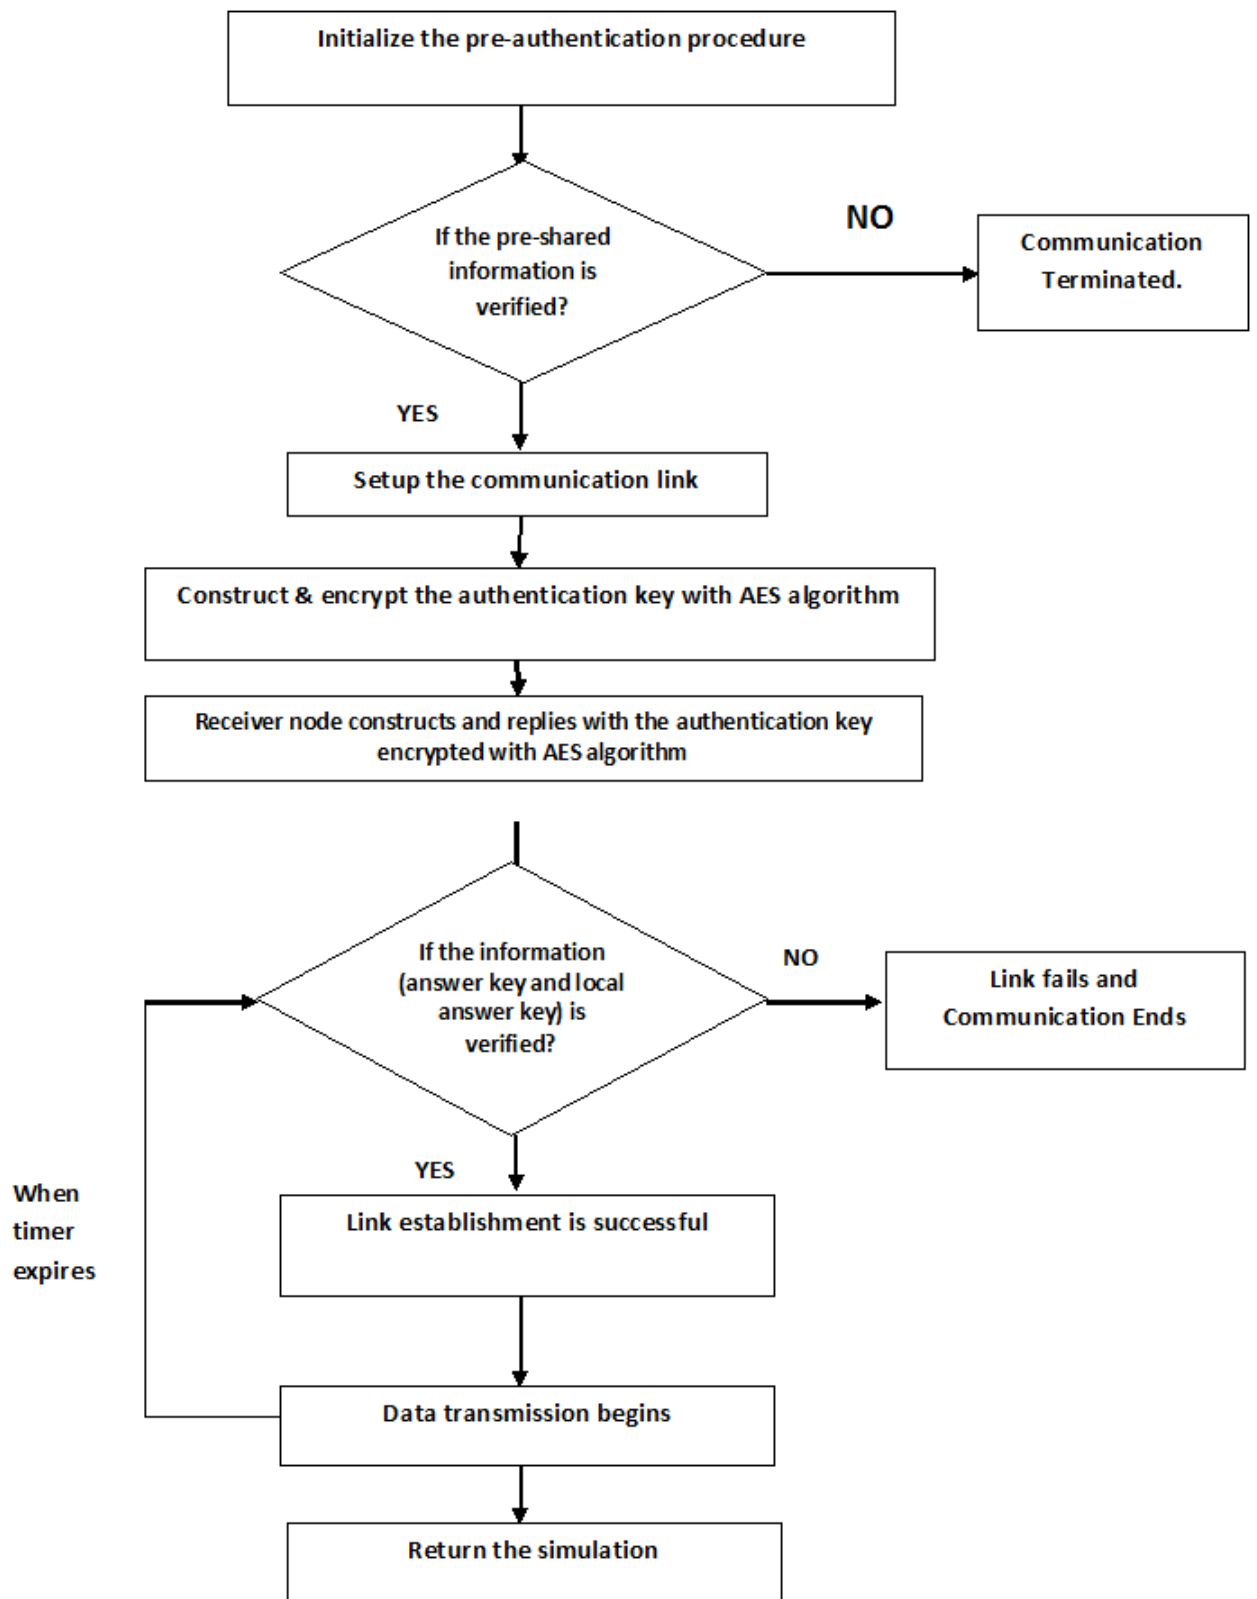 Initialize the pre-authentication procedure
If the pre-shared
information is
verified?
NO
Communication
Terminated.
YES
Setup the communication link
Construct & encrypt the authentication key with AES algorithm
Receiver node constructs and replies with the authentication key
encrypted with AES algorithm
If the information
(answer key and local
answer key) is
verified?
NO
Link fails and
Communication Ends
YES
Link establishment is successful
When
timer
expires
Data transmission begins
Return the simulation